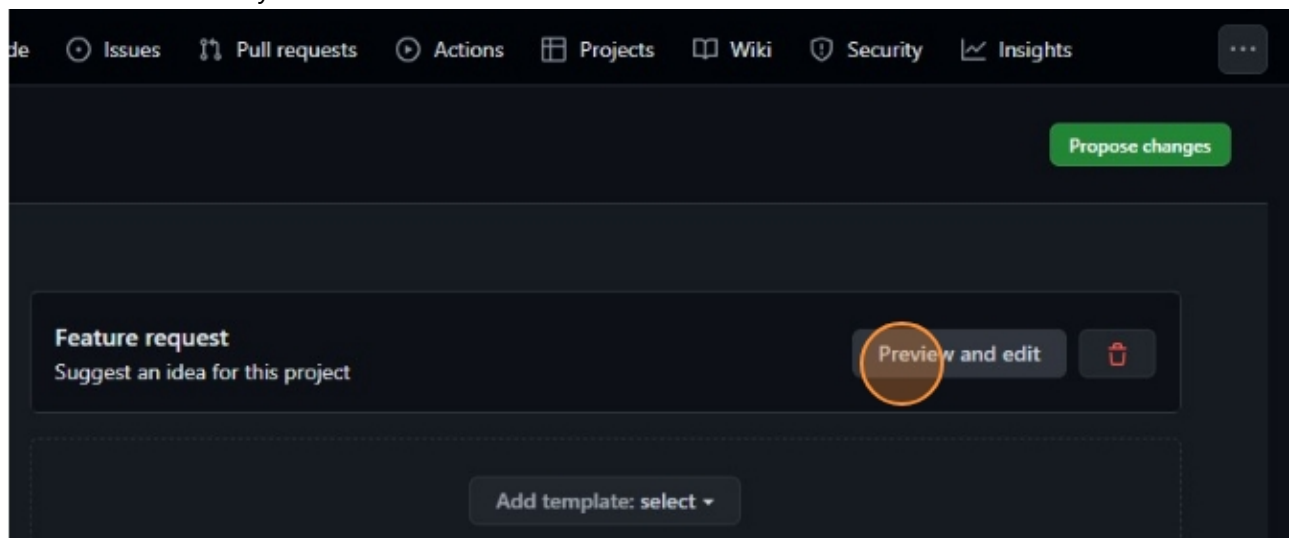 de Issues Pull requests Actions Projects Wiki Security Insights ...
Propose changes
Feature request
Suggest an idea for this project
Preview and edit
Add template: select